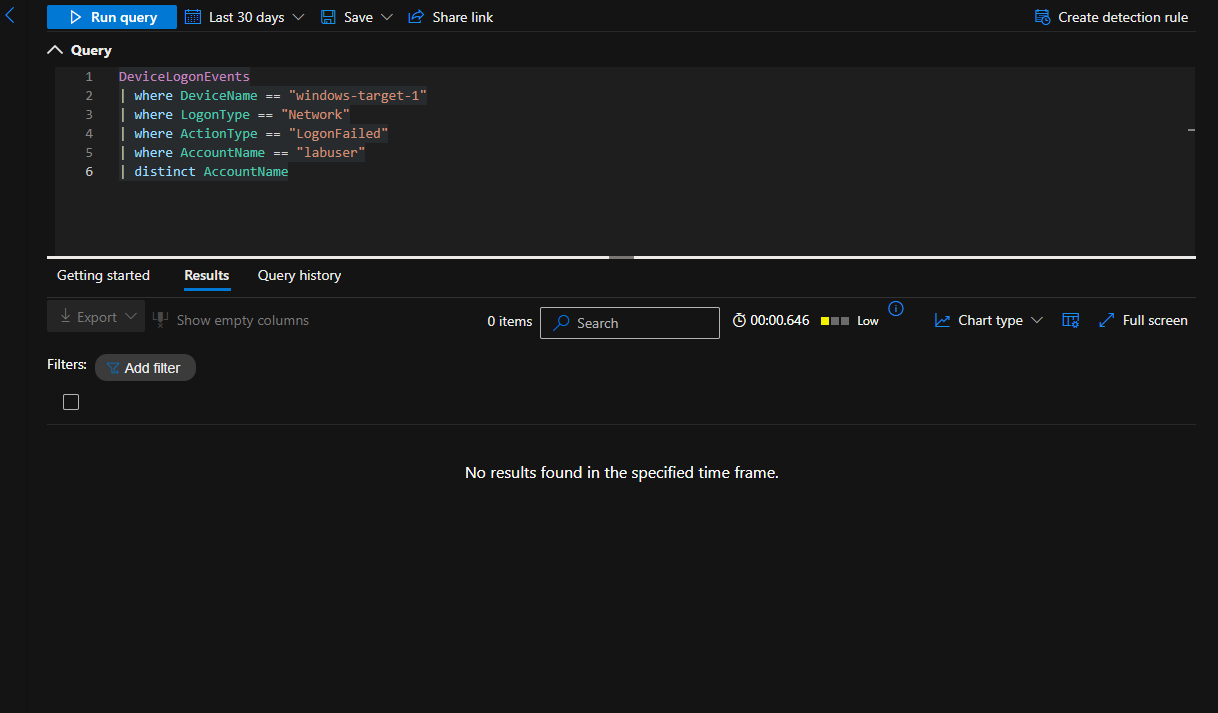 Run query Last 30 days Save Share link Create detection rule
Query
1 DeviceLogonEvents
2 | where DeviceName == "windows-target-1"
3 | where LogonType == "Network"
4 | where ActionType == "LogonFailed"
5 | where AccountName == "labuser"
6 | distinct AccountName
Getting started Results Query history
Export Show empty columns 0 items Search 00:00.646 Low Chart type Full screen
Filters: Add filter
No results found in the specified time frame.